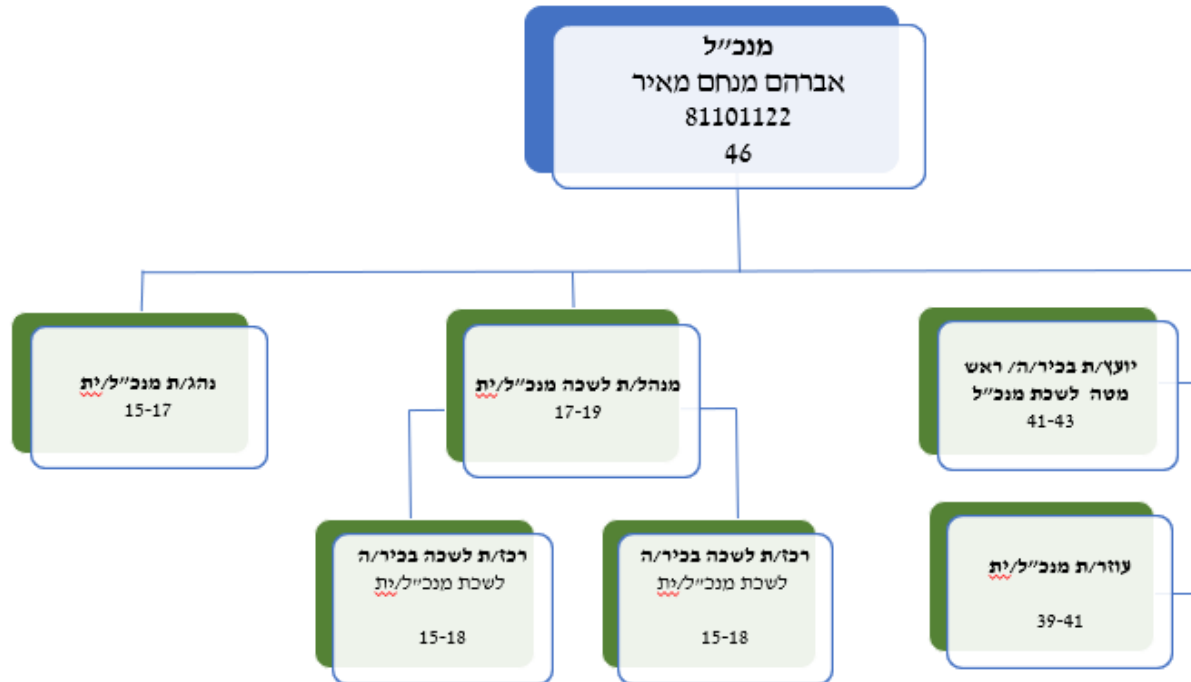 מנכ״ל
אברהם מנחם מאיר
81101122
46
יועץ/ת בכיר/ה/ ראש
מטה לשכת מנכ״ל
41-43
מנהל/ת לשכה מנכ״ל/ית
17-19
נהג/ת מנכ״ל/ית
15-17
עוזר/ת מנכ״ל/ית
39-41
רכז/ת לשכה בכיר/ה
לשכת מנכ״ל/ית
15-18
רכז/ת לשכה בכיר/ה
לשכת מנכ״ל/ית
15-18